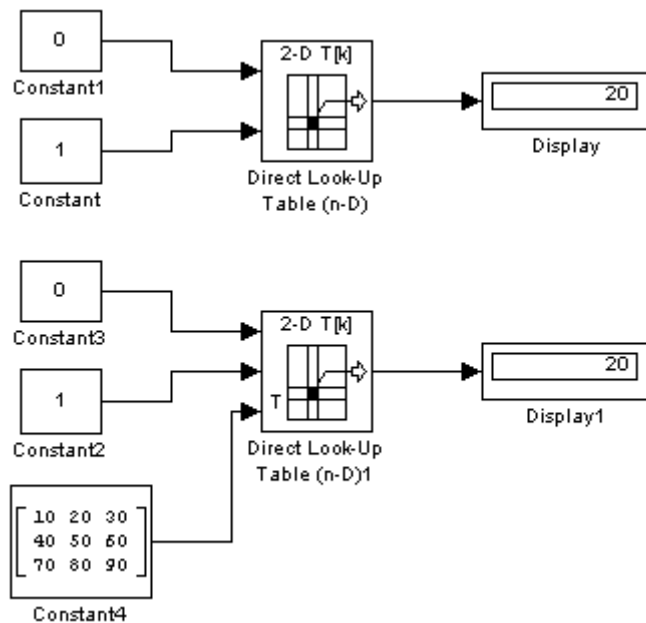 0
Constant1
1
Constant
2-D T[k]
Direct Look-Up
Table (n-D)
20
Display
0
Constant3
1
Constant2
2-D T[k]
T
Direct Look-Up
Table (n-D)1
20
Display1
10 20 30
40 50 60
70 80 90
Constant4